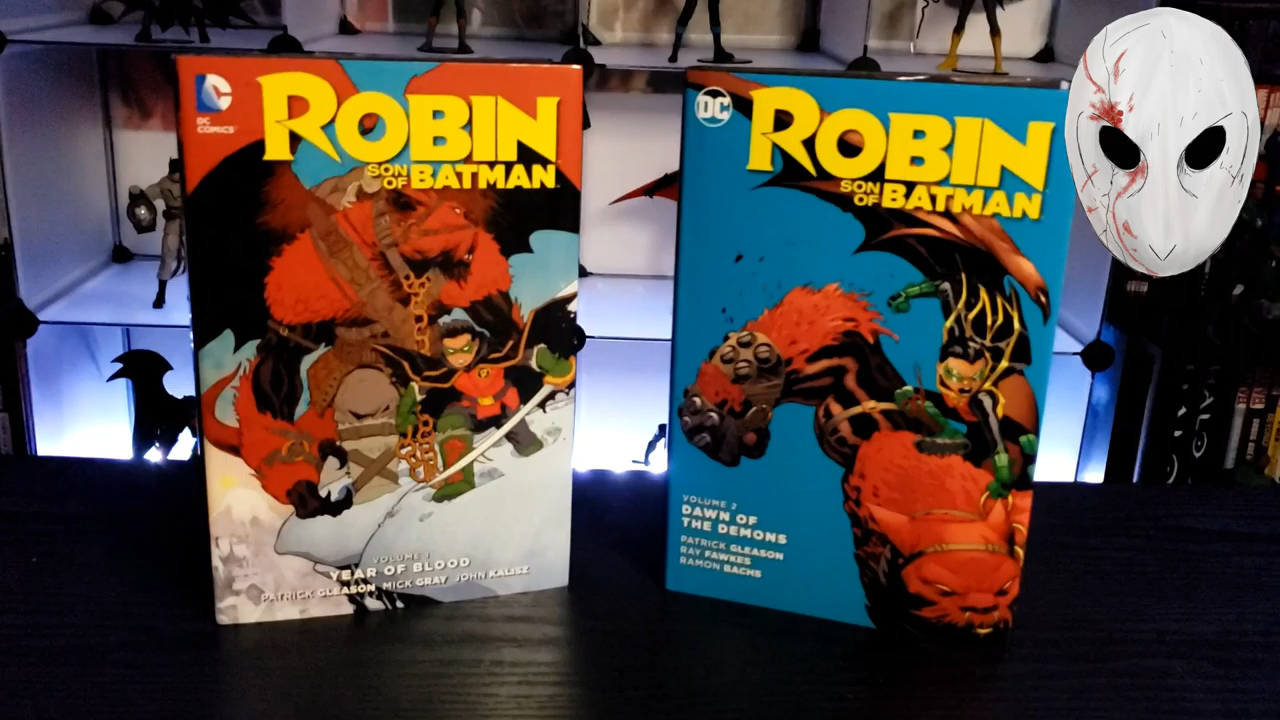 DC
COMICS
ROBIN
SON
OF BATMAN
VOLUME 1
YEAR OF BLOOD
PATRICK GLEASON MICK GRAY JOHN KALISZ
DC
ROBIN
SON
OF BATMAN
VOLUME 2
DAWN OF
THE DEMONS
PATRICK GLEASON
RAY FAWKES
RAMON BACHS
HALO